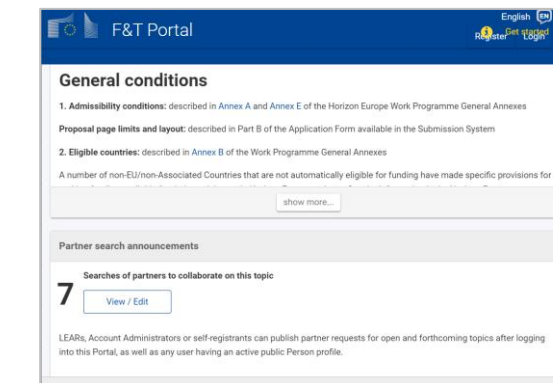 English EN
F&T Portal
Register Get started Login
General conditions
1. Admissibility conditions: described in Annex A and Annex E of the Horizon Europe Work Programme General Annexes
Proposal page limits and layout: described in Part B of the Application Form available in the Submission System
2. Eligible countries: described in Annex B of the Work Programme General Annexes
A number of non-EU/non-Associated Countries that are not automatically eligible for funding have made specific provisions for
show more...
Partner search announcements
Searches of partners to collaborate on this topic
7
View / Edit
LEARs, Account Administrators or self-registrants can publish partner requests for open and forthcoming topics after logging
into this Portal, as well as any user having an active public Person profile.